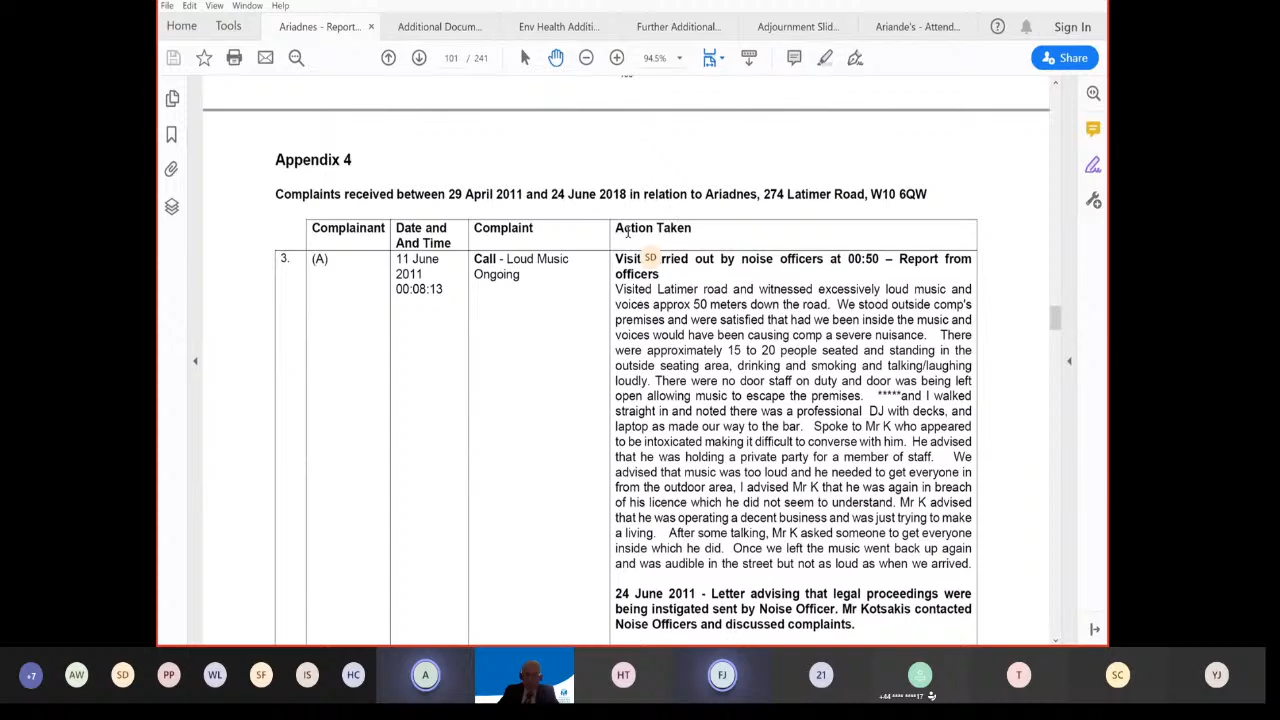 File Edit View Window Help
Home Tools Ariadnes - Report... × Additional Docum... Env Health Additi... Further Additional... Adjournment Slid... Ariande's - Attend... Sign In
101 / 241 94.5% Share
Appendix 4
Complaints received between 29 April 2011 and 24 June 2018 in relation to Ariadnes, 274 Latimer Road, W10 6QW
Complainant Date and And Time Complaint Action Taken
3. (A) 11 June 2011 00:08:13
Call - Loud Music Ongoing
SD
Visit rried out by noise officers at 00:50 – Report from
officers
Visited Latimer road and witnessed excessively loud music and
voices approx 50 meters down the road. We stood outside comp's
premises and were satisfied that had we been inside the music and
voices would have been causing comp a severe nuisance. There
were approximately 15 to 20 people seated and standing in the
outside seating area, drinking and smoking and talking/laughing
loudly. There were no door staff on duty and door was being left
open allowing music to escape the premises. *****and I walked
straight in and noted there was a professional DJ with decks, and
laptop as made our way to the bar. Spoke to Mr K who appeared
to be intoxicated making it difficult to converse with him. He advised
that he was holding a private party for a member of staff. We
advised that music was too loud and he needed to get everyone in
from the outdoor area, I advised Mr K that he was again in breach
of his licence which he did not seem to understand. Mr K advised
that he was operating a decent business and was just trying to make
a living. After some talking, Mr K asked someone to get everyone
inside which he did. Once we left the music went back up again
and was audible in the street but not as loud as when we arrived.
24 June 2011 - Letter advising that legal proceedings were
being instigated sent by Noise Officer. Mr Kotsakis contacted
Noise Officers and discussed complaints.
+7 AW SD PP WL SF IS HC A HT FJ 21 S T SC YJ
+44 **** ****17